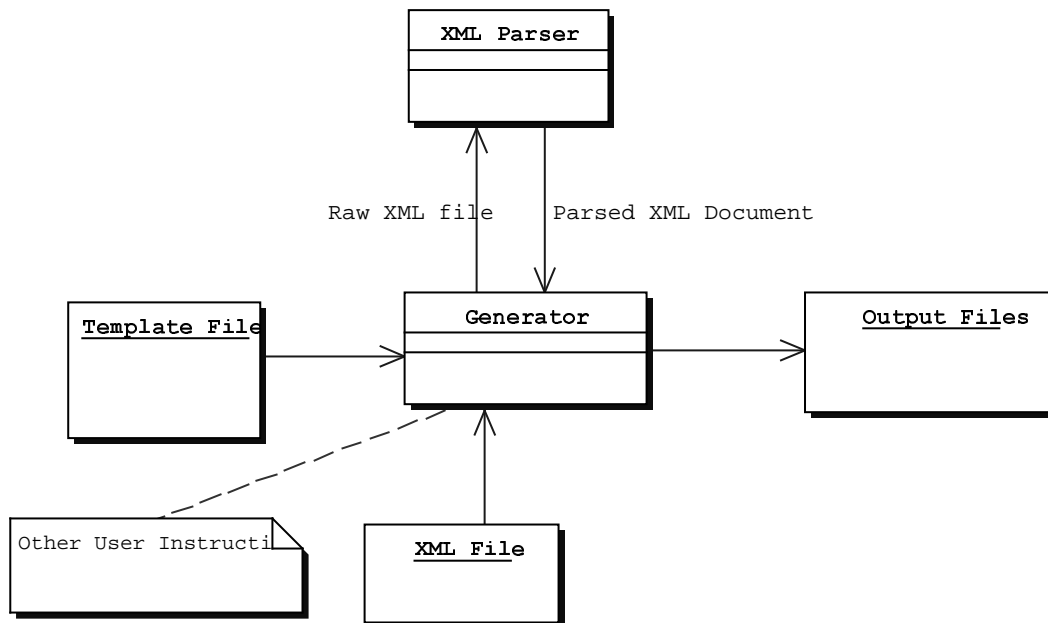 XML Parser
Raw XML file
Parsed XML Document
Template File
Generator
Output Files
Other User Instructi
XML File